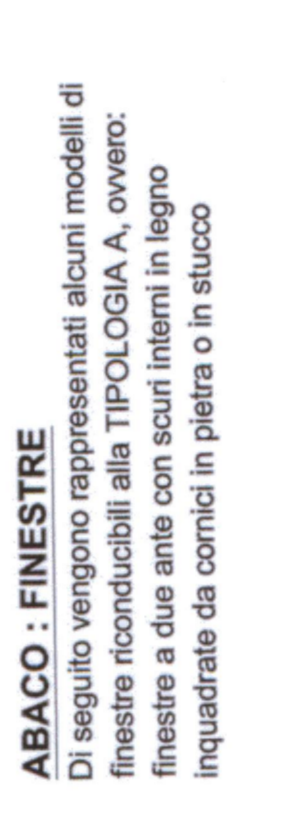 ABACO : FINESTRE
Di seguito vengono rappresentati alcuni modelli di
finestre riconducibili alla TIPOLOGIA A, ovvero:
finestre a due ante con scuri interni in legno
inquadrate da cornici in pietra o in stucco